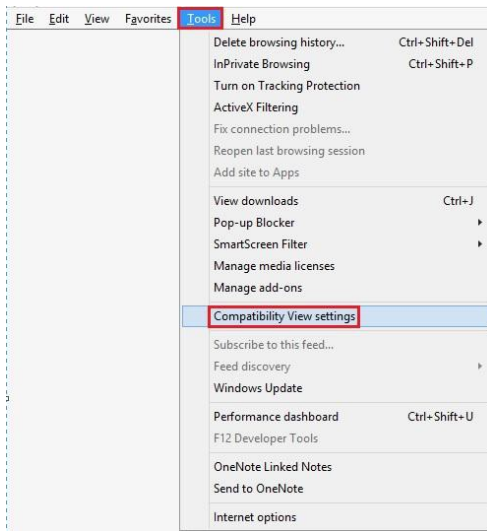 File Edit View Favorites Tools Help
Delete browsing history... Ctrl+Shift+Del
InPrivate Browsing Ctrl+Shift+P
Turn on Tracking Protection
ActiveX Filtering
Fix connection problems...
Reopen last browsing session
Add site to Apps
View downloads Ctrl+J
Pop-up Blocker
SmartScreen Filter
Manage media licenses
Manage add-ons
Compatibility View settings
Subscribe to this feed...
Feed discovery
Windows Update
Performance dashboard Ctrl+Shift+U
F12 Developer Tools
OneNote Linked Notes
Send to OneNote
Internet options